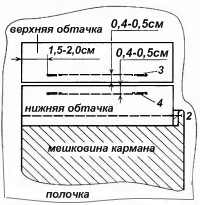 0,4-0,5см
верхняя обтачка
0,4-0,5см
1,5-2,0см
3
4
нижняя обтачка
2
мешковина кармана
полочка